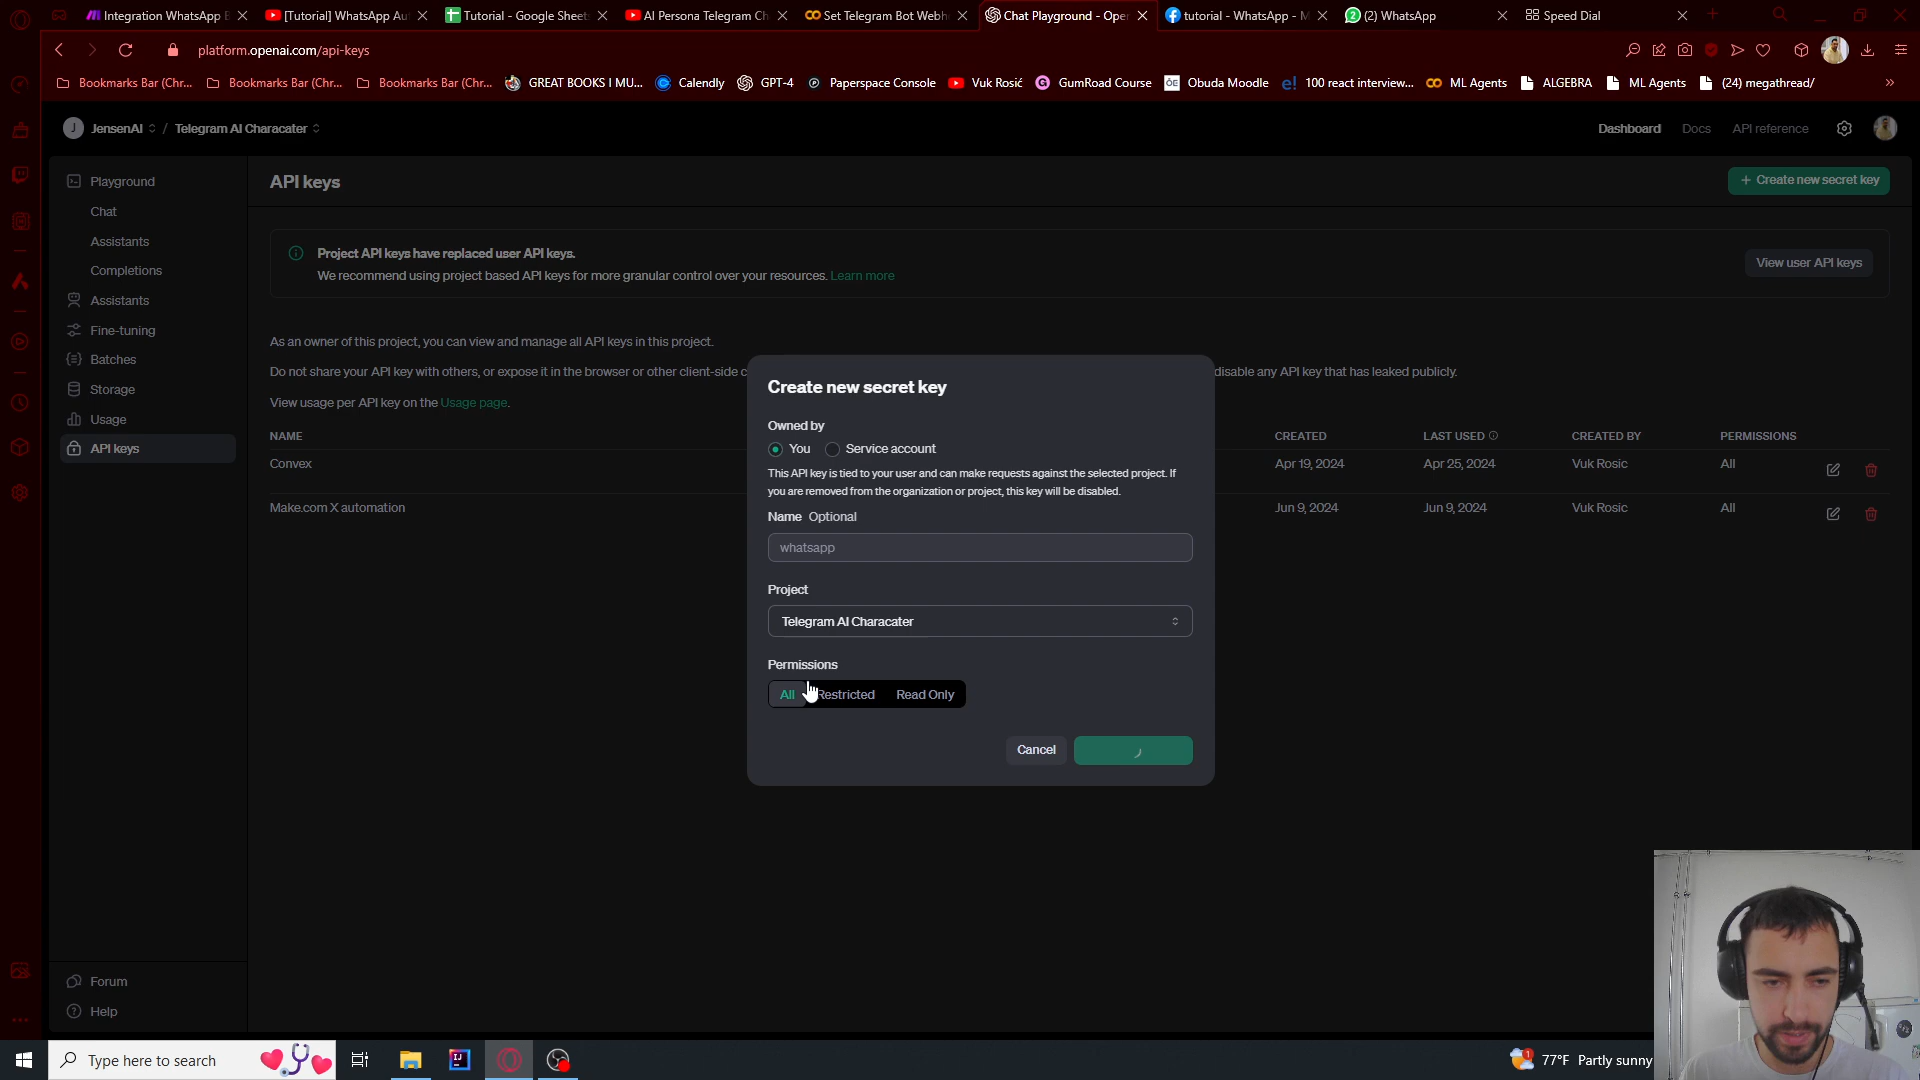 Integration WhatsApp B
[Tutorial] WhatsApp Au
Tutorial - Google Sheets
AI Persona Telegram Ch
Set Telegram Bot Webh
Chat Playground - Open
tutorial - WhatsApp - M
(2) WhatsApp
Speed Dial
platform.openai.com/api-keys
Bookmarks Bar (Chr...
Bookmarks Bar (Chr...
Bookmarks Bar (Chr...
GREAT BOOKS I MU...
Calendly
GPT-4
Paperspace Console
Vuk Rosić
GumRoad Course
Obuda Moodle
100 react interview...
ML Agents
ALGEBRA
ML Agents
(24) megathread/
J JensenAI / Telegram AI Characater
Dashboard Docs API reference
Playground
Chat
Assistants
Completions
Assistants
Fine-tuning
Batches
Storage
Usage
API keys
Forum
Help
API keys
+ Create new secret key
Project API keys have replaced user API keys.
We recommend using project based API keys for more granular control over your resources. Learn more
View user API keys
As an owner of this project, you can view and manage all API keys in this project.
Do not share your API key with others, or expose it in the browser or other client-side c
disable any API key that has leaked publicly.
View usage per API key on the Usage page.
NAME CREATED LAST USED CREATED BY PERMISSIONS
Convex Apr 19, 2024 Apr 25, 2024 Vuk Rosic All
Make.com X automation Jun 9, 2024 Jun 9, 2024 Vuk Rosic All
Create new secret key
Owned by
You Service account
This API key is tied to your user and can make requests against the selected project. If
you are removed from the organization or project, this key will be disabled.
Name Optional
whatsapp
Project
Telegram AI Characater
Permissions
All Restricted Read Only
Cancel
Type here to search
1 77°F Partly sunny